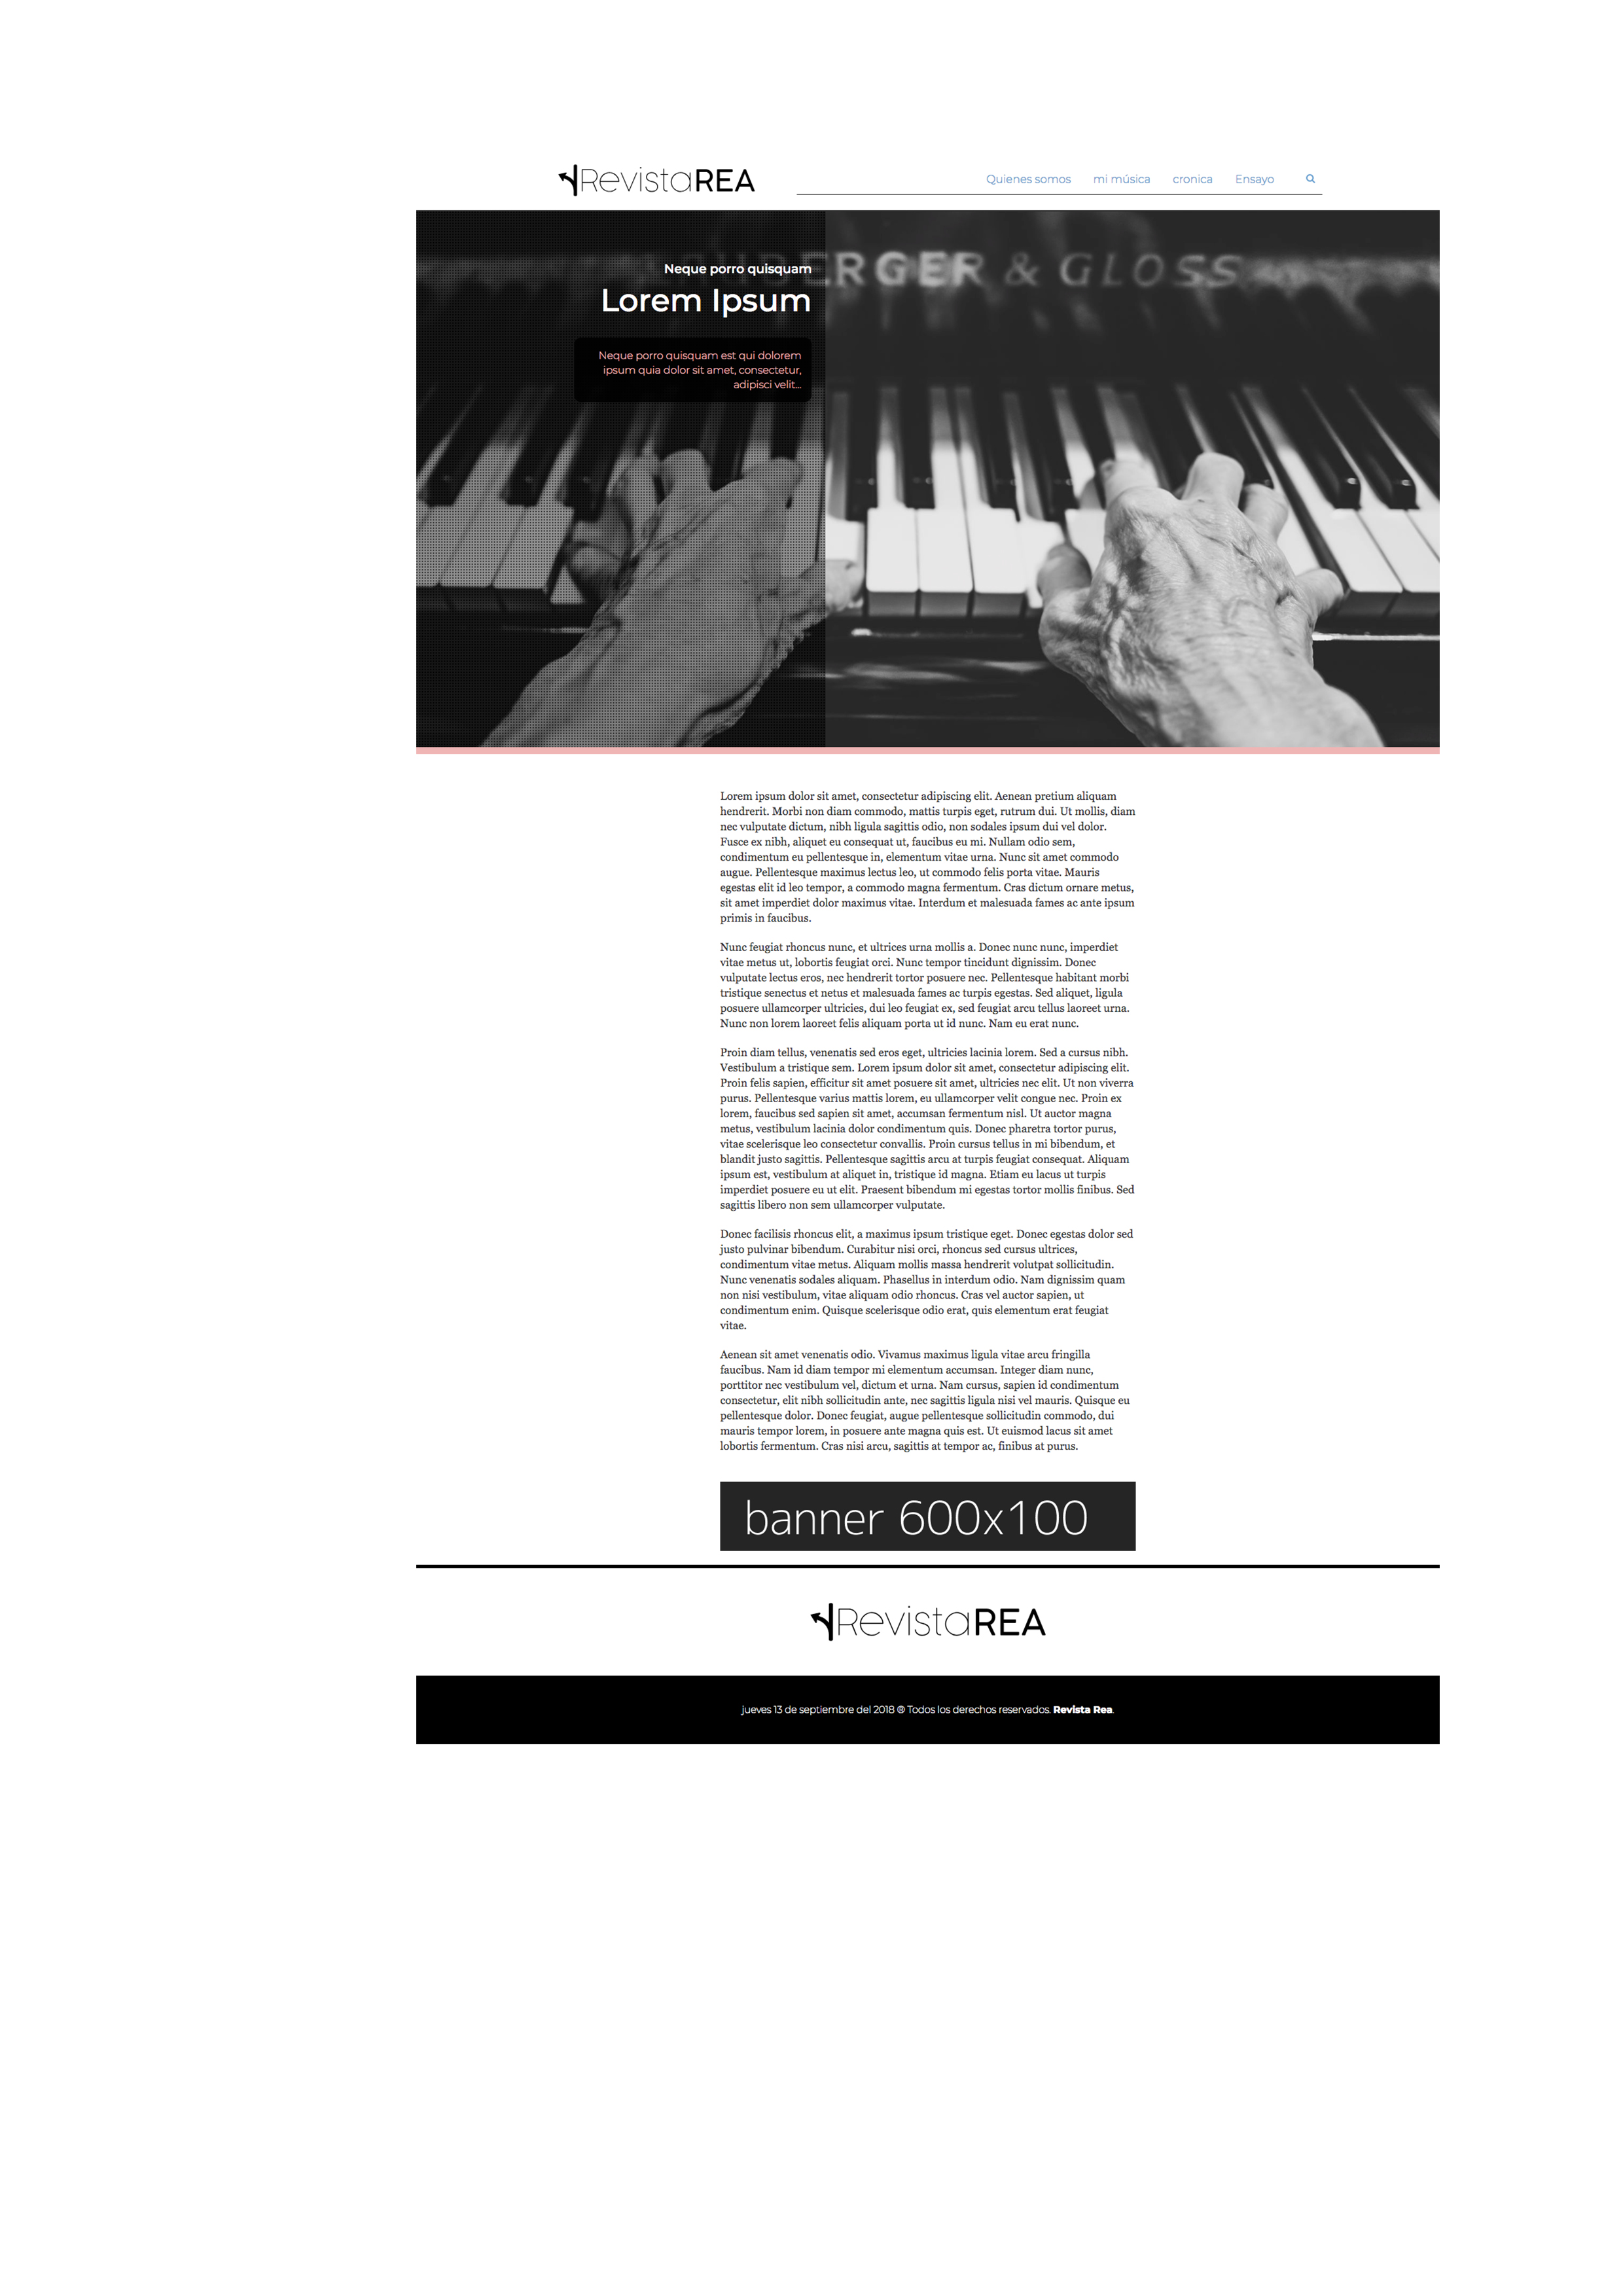 RevistaREA
Quienes somos mi música cronica Ensayo
ERGER & GLOSS
Neque porro quisquam
Lorem Ipsum
Neque porro quisquam est qui dolorem
ipsum quia dolor sit amet, consectetur,
adipisci velit...
Lorem ipsum dolor sit amet, consectetur adipiscing elit. Aenean pretium aliquam
hendrerit. Morbi non diam commodo, mattis turpis eget, rutrum dui. Ut mollis, diam
nec vulputate dictum, nibh ligula sagittis odio, non sodales ipsum dui vel dolor.
Fusce ex nibh, aliquet eu consequat ut, faucibus eu mi. Nullam odio sem,
condimentum eu pellentesque in, elementum vitae urna. Nunc sit amet commodo
augue. Pellentesque maximus lectus leo, ut commodo felis porta vitae. Mauris
egestas elit id leo tempor, a commodo magna fermentum. Cras dictum ornare metus,
sit amet imperdiet dolor maximus vitae. Interdum et malesuada fames ac ante ipsum
primis in faucibus.
Nunc feugiat rhoncus nunc, et ultrices urna mollis a. Donec nunc nunc, imperdiet
vitae metus ut, lobortis feugiat orci. Nunc tempor tincidunt dignissim. Donec
vulputate lectus eros, nec hendrerit tortor posuere nec. Pellentesque habitant morbi
tristique senectus et netus et malesuada fames ac turpis egestas. Sed aliquet, ligula
posuere ullamcorper ultricies, dui leo feugiat ex, sed feugiat arcu tellus laoreet urna.
Nunc non lorem laoreet felis aliquam porta ut id nunc. Nam eu erat nunc.
Proin diam tellus, venenatis sed eros eget, ultricies lacinia lorem. Sed a cursus nibh.
Vestibulum a tristique sem. Lorem ipsum dolor sit amet, consectetur adipiscing elit.
Proin felis sapien, efficitur sit amet posuere sit amet, ultricies nec elit. Ut non viverra
purus. Pellentesque varius mattis lorem, eu ullamcorper velit congue nec. Proin ex
lorem, faucibus sed sapien sit amet, accumsan fermentum nisl. Ut auctor magna
metus, vestibulum lacinia dolor condimentum quis. Donec pharetra tortor purus,
vitae scelerisque leo consectetur convallis. Proin cursus tellus in mi bibendum, et
blandit justo sagittis. Pellentesque sagittis arcu at turpis feugiat consequat. Aliquam
ipsum est, vestibulum at aliquet in, tristique id magna. Etiam eu lacus ut turpis
imperdiet posuere eu ut elit. Praesent bibendum mi egestas tortor mollis finibus. Sed
sagittis libero non sem ullamcorper vulputate.
Donec facilisis rhoncus elit, a maximus ipsum tristique eget. Donec egestas dolor sed
justo pulvinar bibendum. Curabitur nisi orci, rhoncus sed cursus ultrices,
condimentum vitae metus. Aliquam mollis massa hendrerit volutpat sollicitudin.
Nunc venenatis sodales aliquam. Phasellus in interdum odio. Nam dignissim quam
non nisi vestibulum, vitae aliquam odio rhoncus. Cras vel auctor sapien, ut
condimentum enim. Quisque scelerisque odio erat, quis elementum erat feugiat
vitae.
Aenean sit amet venenatis odio. Vivamus maximus ligula vitae arcu fringilla
faucibus. Nam id diam tempor mi elementum accumsan. Integer diam nunc,
porttitor nec vestibulum vel, dictum et urna. Nam cursus, sapien id condimentum
consectetur, elit nibh sollicitudin ante, nec sagittis ligula nisi vel mauris. Quisque eu
pellentesque dolor. Donec feugiat, augue pellentesque sollicitudin commodo, dui
mauris tempor lorem, in posuere ante magna quis est. Ut euismod lacus sit amet
lobortis fermentum. Cras nisi arcu, sagittis at tempor ac, finibus at purus.
banner 600x100
RevistaREA
jueves 13 de septiembre del 2018 ® Todos los derechos reservados. Revista Rea.